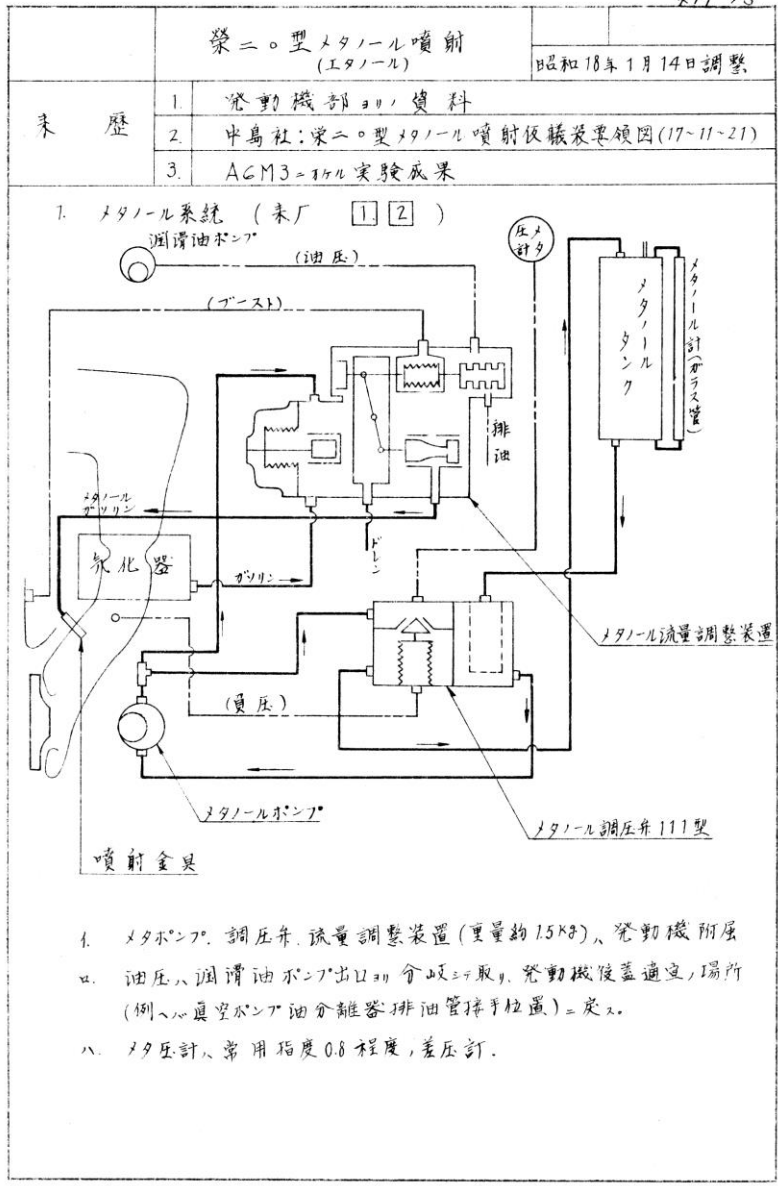 榮二〇型メタノール噴射
(エタノール)
昭和18年1月14日調整
来歴
1. 発動機部ヨリノ資料
2. 中島社:栄二〇型メタノール噴射仮艤装要領図(17-11-21)
3. A6M3ニオケル実験成果
1. メタノール系統 (来歴 1 2 )
潤滑油ポンプ
(油圧)
メタ圧計
(ブースト)
メタノールタンク
メタノール計(ガラス管)
排油
メタノール
ガソリン
気化器
ガソリン
ドレン
メタノール流量調整装置
(負圧)
メタノールポンプ
メタノール調圧弁111型
噴射金具
イ. メタポンプ.調圧弁.流量調整装置(重量約15Kg)ハ発動機附属
ロ. 油圧ハ潤滑油ポンプ出口ヨリ分岐シテ取リ.発動機後蓋適宜ノ場所
(例ヘバ真空ポンプ油分離器排油管接手位置)ニ戻ス.
ハ. メタ圧計ハ常用指度0.8程度ノ差圧計.